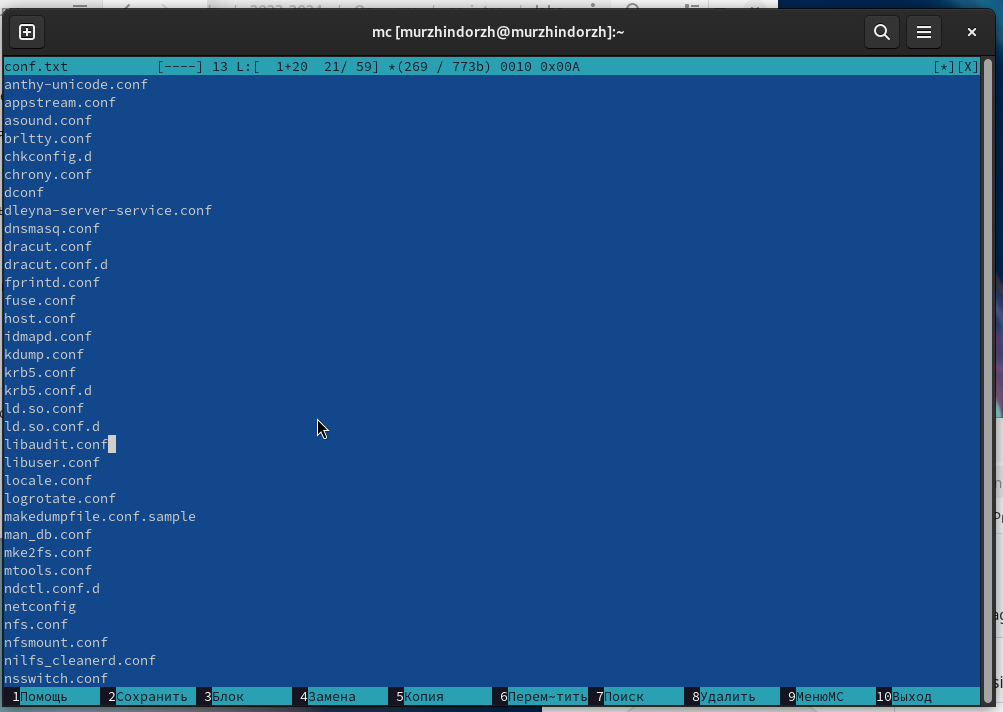 mc [murzhindorzh@murzhindorzh]:~
conf.txt [----] 13 L:[ 1+20 21/ 59] *(269 / 773b) 0010 0x00A [*][X]
anthy-unicode.conf
appstream.conf
asound.conf
brltty.conf
chkconfig.d
chrony.conf
dconf
dleyna-server-service.conf
dnsmasq.conf
dracut.conf
dracut.conf.d
fprintd.conf
fuse.conf
host.conf
idmapd.conf
kdump.conf
krb5.conf
krb5.conf.d
ld.so.conf
ld.so.conf.d
libaudit.conf
libuser.conf
locale.conf
logrotate.conf
makedumpfile.conf.sample
man_db.conf
mke2fs.conf
mtools.conf
ndctl.conf.d
netconfig
nfs.conf
nfsmount.conf
nilfs_cleanerd.conf
nsswitch.conf
1Помощь 2Сохранить 3Блок 4Замена 5Копия 6Перем~тить 7Поиск 8Удалить 9МенюMC 10Выход